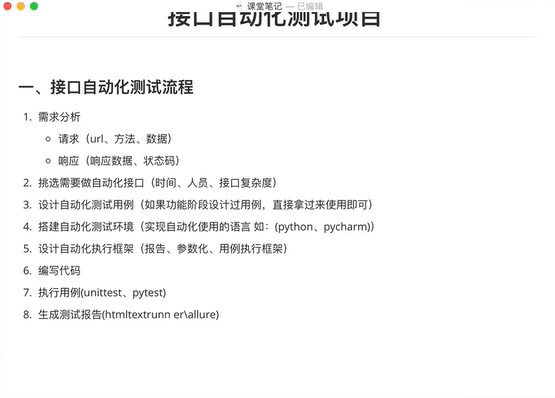 课堂笔记 — 已编辑
接口自动化测试项目
一、接口自动化测试流程
1. 需求分析
请求（url、方法、数据）
响应（响应数据、状态码）
2. 挑选需要做自动化接口（时间、人员、接口复杂度）
3. 设计自动化测试用例（如果功能阶段设计过用例，直接拿过来使用即可）
4. 搭建自动化测试环境（实现自动化使用的语言 如：(python、pycharm)）
5. 设计自动化执行框架（报告、参数化、用例执行框架）
6. 编写代码
7. 执行用例(unittest、pytest)
8. 生成测试报告(htmltextrunn er\allure)